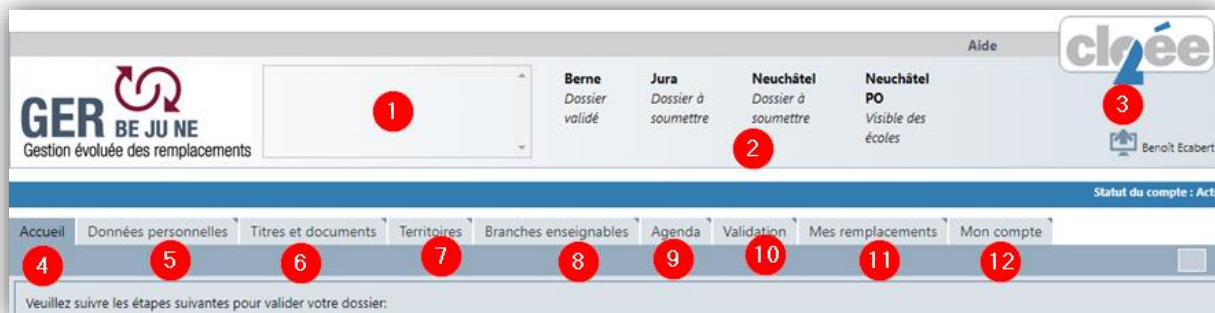 Aide
cloée
2
GER BE JU NE
Gestion évoluée des remplacements
1
Berne
Dossier
validé
Jura
Dossier à
soumettre
Neuchâtel
Dossier à
soumettre
2
Neuchâtel
PO
Visible des
écoles
3
Benoît Ecabert
Statut du compte : Act
Accueil Données personnelles Titres et documents Territoires Branches enseignables Agenda Validation Mes remplacements Mon compte
4 5 6 7 8 9 10 11 12
Veuillez suivre les étapes suivantes pour valider votre dossier: